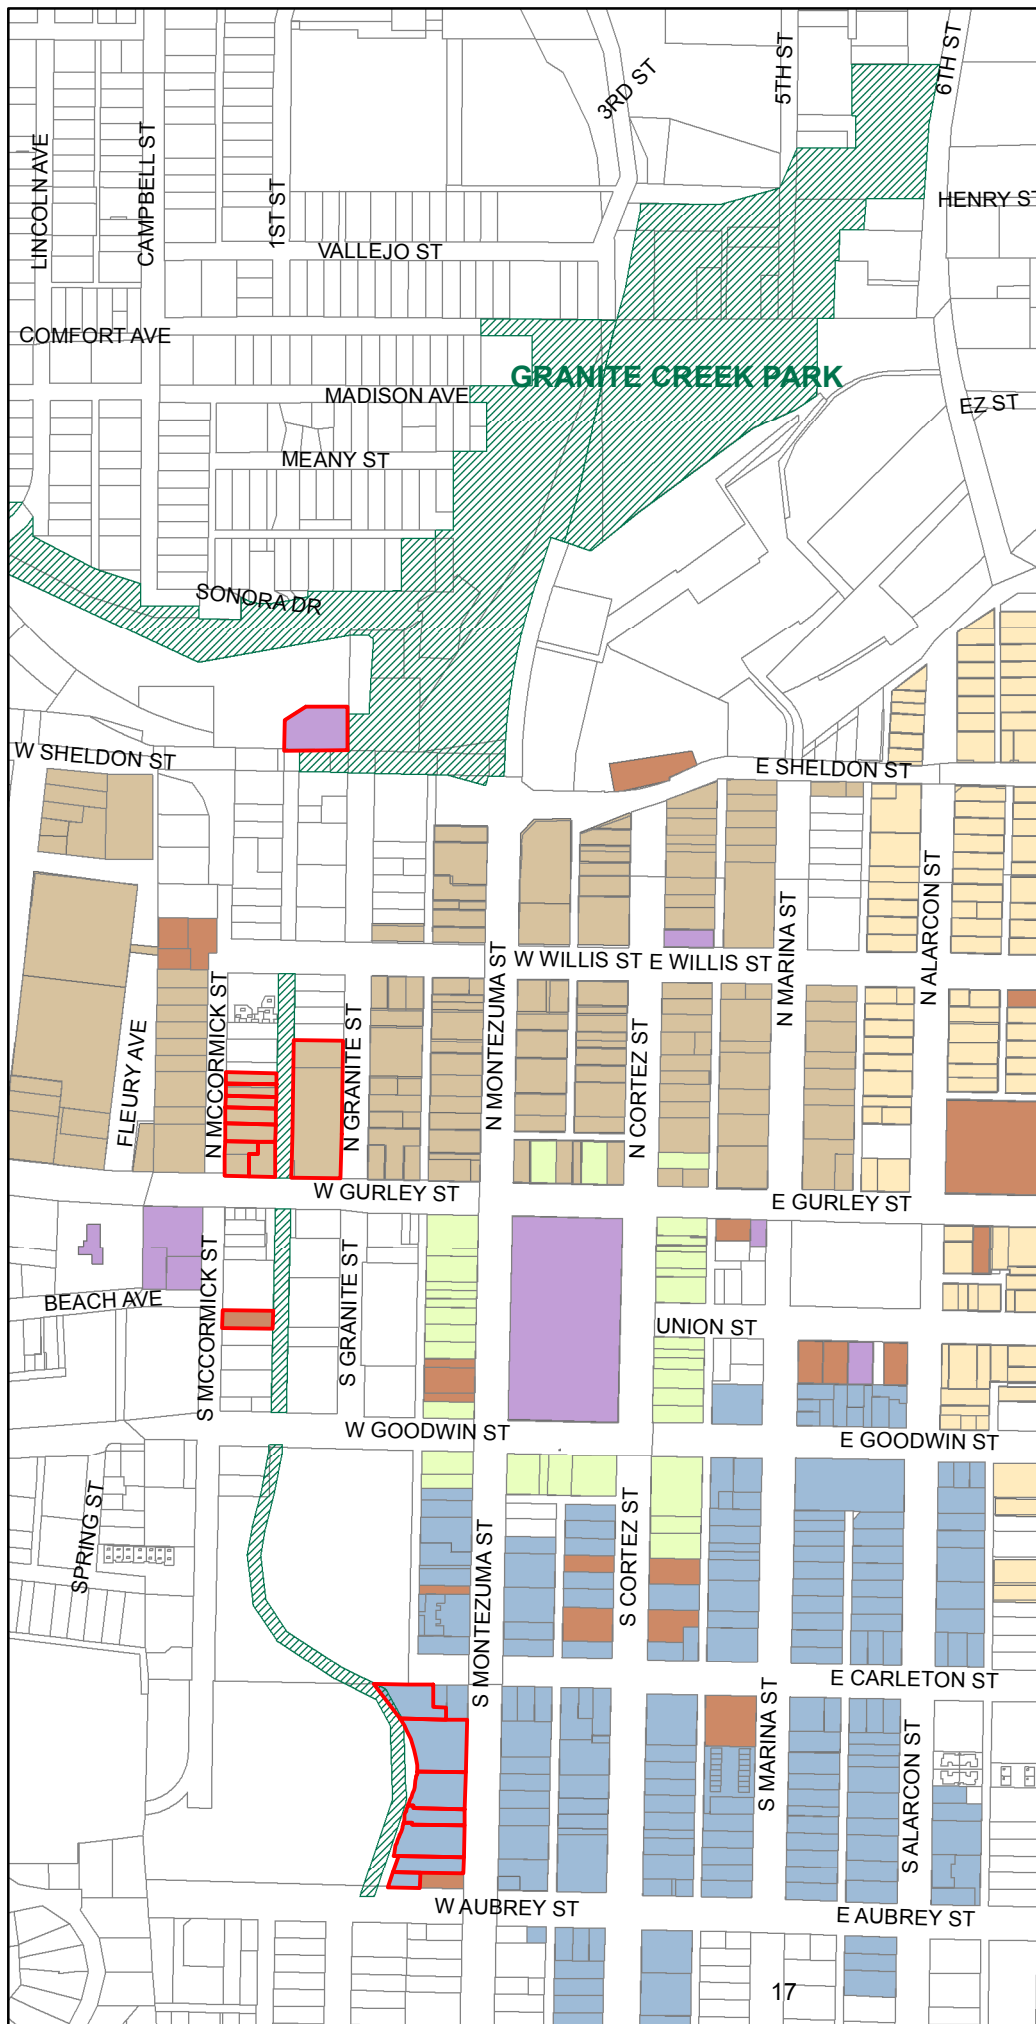 6TH ST
5TH ST
3RD ST
LINCOLN AVE
CAMPBELL ST
1ST ST
HENRY ST
VALLEJO ST
COMFORT AVE
GRANITE CREEK PARK
MADISON AVE
EZ ST
MEANY ST
SONORA DR
W SHELDON ST
E SHELDON ST
N ALARCON ST
N MARINA ST
W WILLIS ST
E WILLIS ST
N MONTEZUMA ST
N MCCORMICK ST
N GRANITE ST
N CORTEZ ST
FLEURY AVE
W GURLEY ST
E GURLEY ST
S MCCORMICK ST
S GRANITE ST
BEACH AVE
UNION ST
W GOODWIN ST
E GOODWIN ST
SPRING ST
S CORTEZ ST
S MONTEZUMA ST
E CARLETON ST
S MARINA ST
S ALARCON ST
W AUBREY ST
E AUBREY ST
17